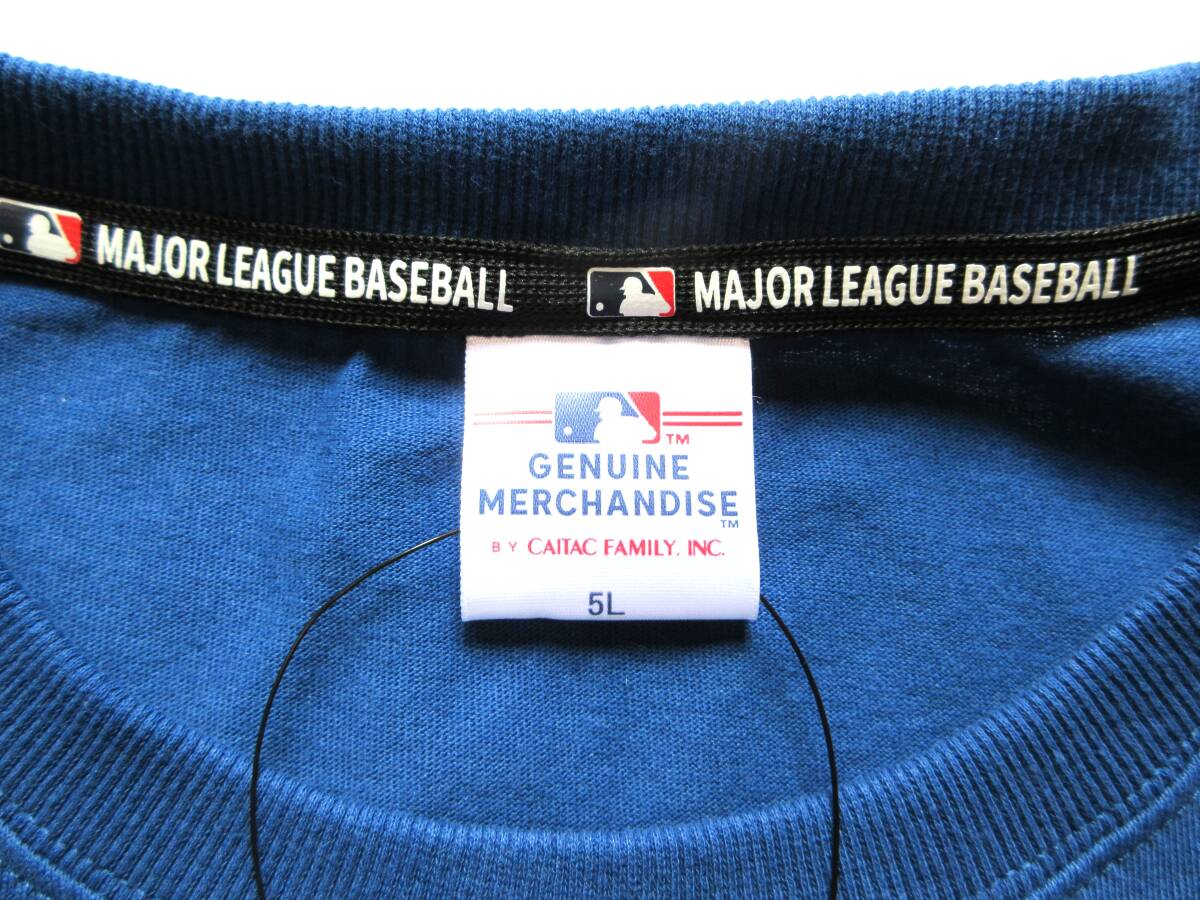 MAJOR LEAGUE BASEBALL MAJOR LEAGUE BASEBALL
TM
GENUINE
MERCHANDISE
TM
BY CAITAC FAMILY, INC.
5L